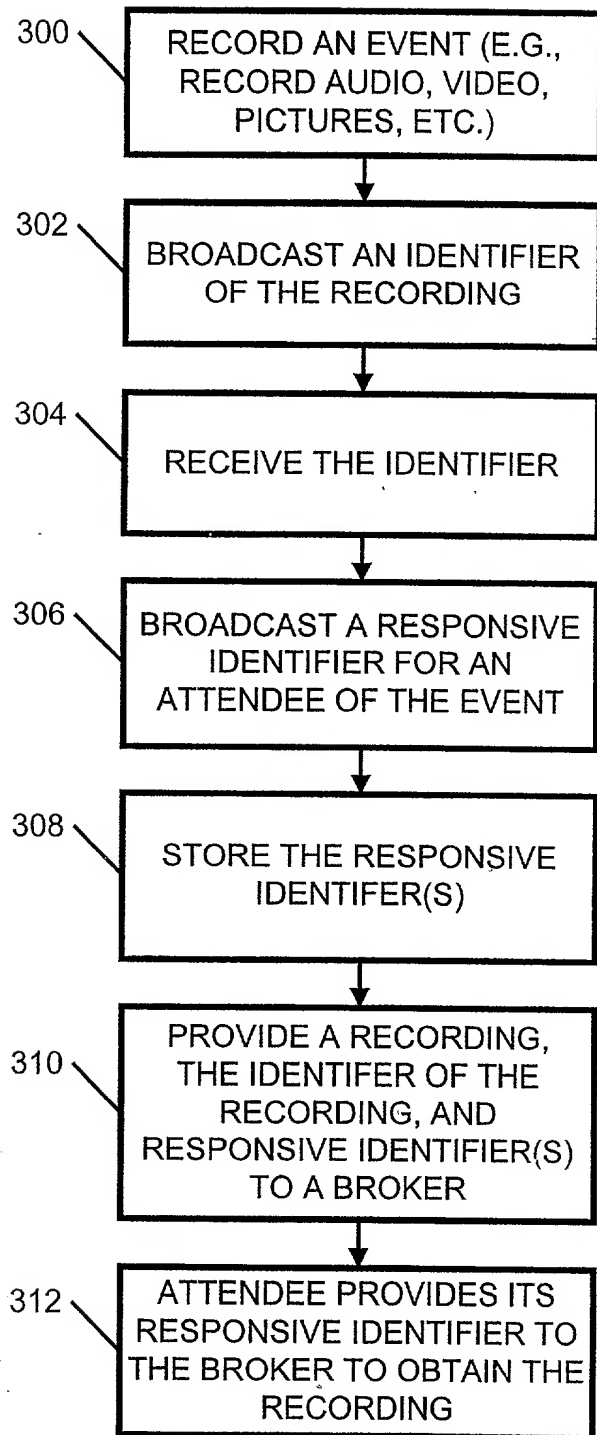 300
RECORD AN EVENT (E.G.,
RECORD AUDIO, VIDEO,
PICTURES, ETC.)
302
BROADCAST AN IDENTIFIER
OF THE RECORDING
304
RECEIVE THE IDENTIFIER
306
BROADCAST A RESPONSIVE
IDENTIFIER FOR AN
ATTENDEE OF THE EVENT
308
STORE THE RESPONSIVE
IDENTIFER(S)
310
PROVIDE A RECORDING,
THE IDENTIFER OF THE
RECORDING, AND
RESPONSIVE IDENTIFIER(S)
TO A BROKER
312
ATTENDEE PROVIDES ITS
RESPONSIVE IDENTIFIER TO
THE BROKER TO OBTAIN THE
RECORDING